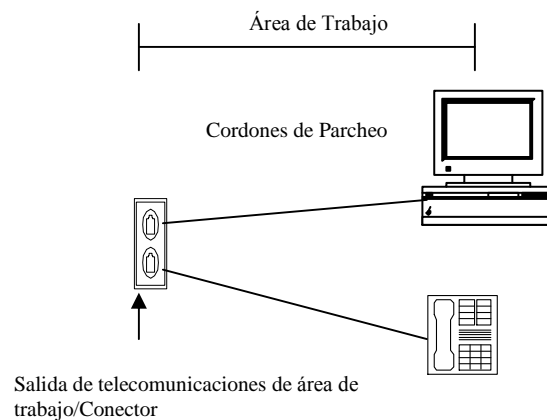 Área de Trabajo
Cordones de Parcheo
Salida de telecomunicaciones de área de
trabajo/Conector